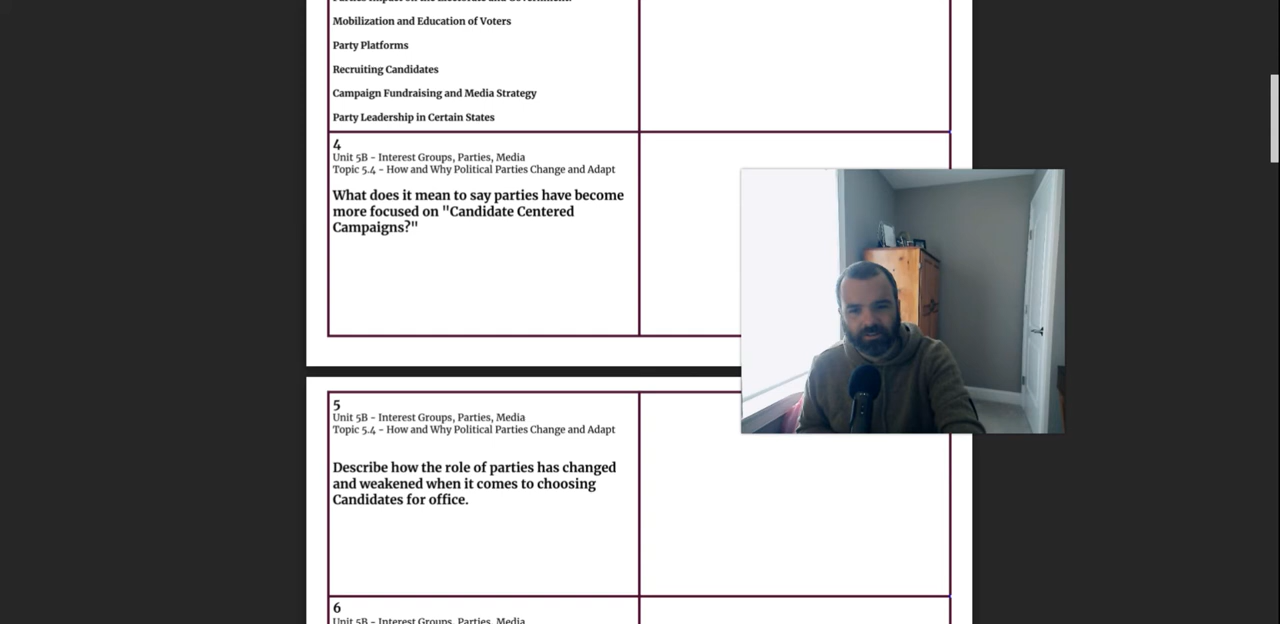 Mobilization and Education of Voters
Party Platforms
Recruiting Candidates
Campaign Fundraising and Media Strategy
Party Leadership in Certain States
4
Unit 5B - Interest Groups, Parties, Media
Topic 5.4 - How and Why Political Parties Change and Adapt
What does it mean to say parties have become
more focused on "Candidate Centered
Campaigns?"
5
Unit 5B - Interest Groups, Parties, Media
Topic 5.4 - How and Why Political Parties Change and Adapt
Describe how the role of parties has changed
and weakened when it comes to choosing
Candidates for office.
6
Unit 5B - Interest Groups, Parties, Media